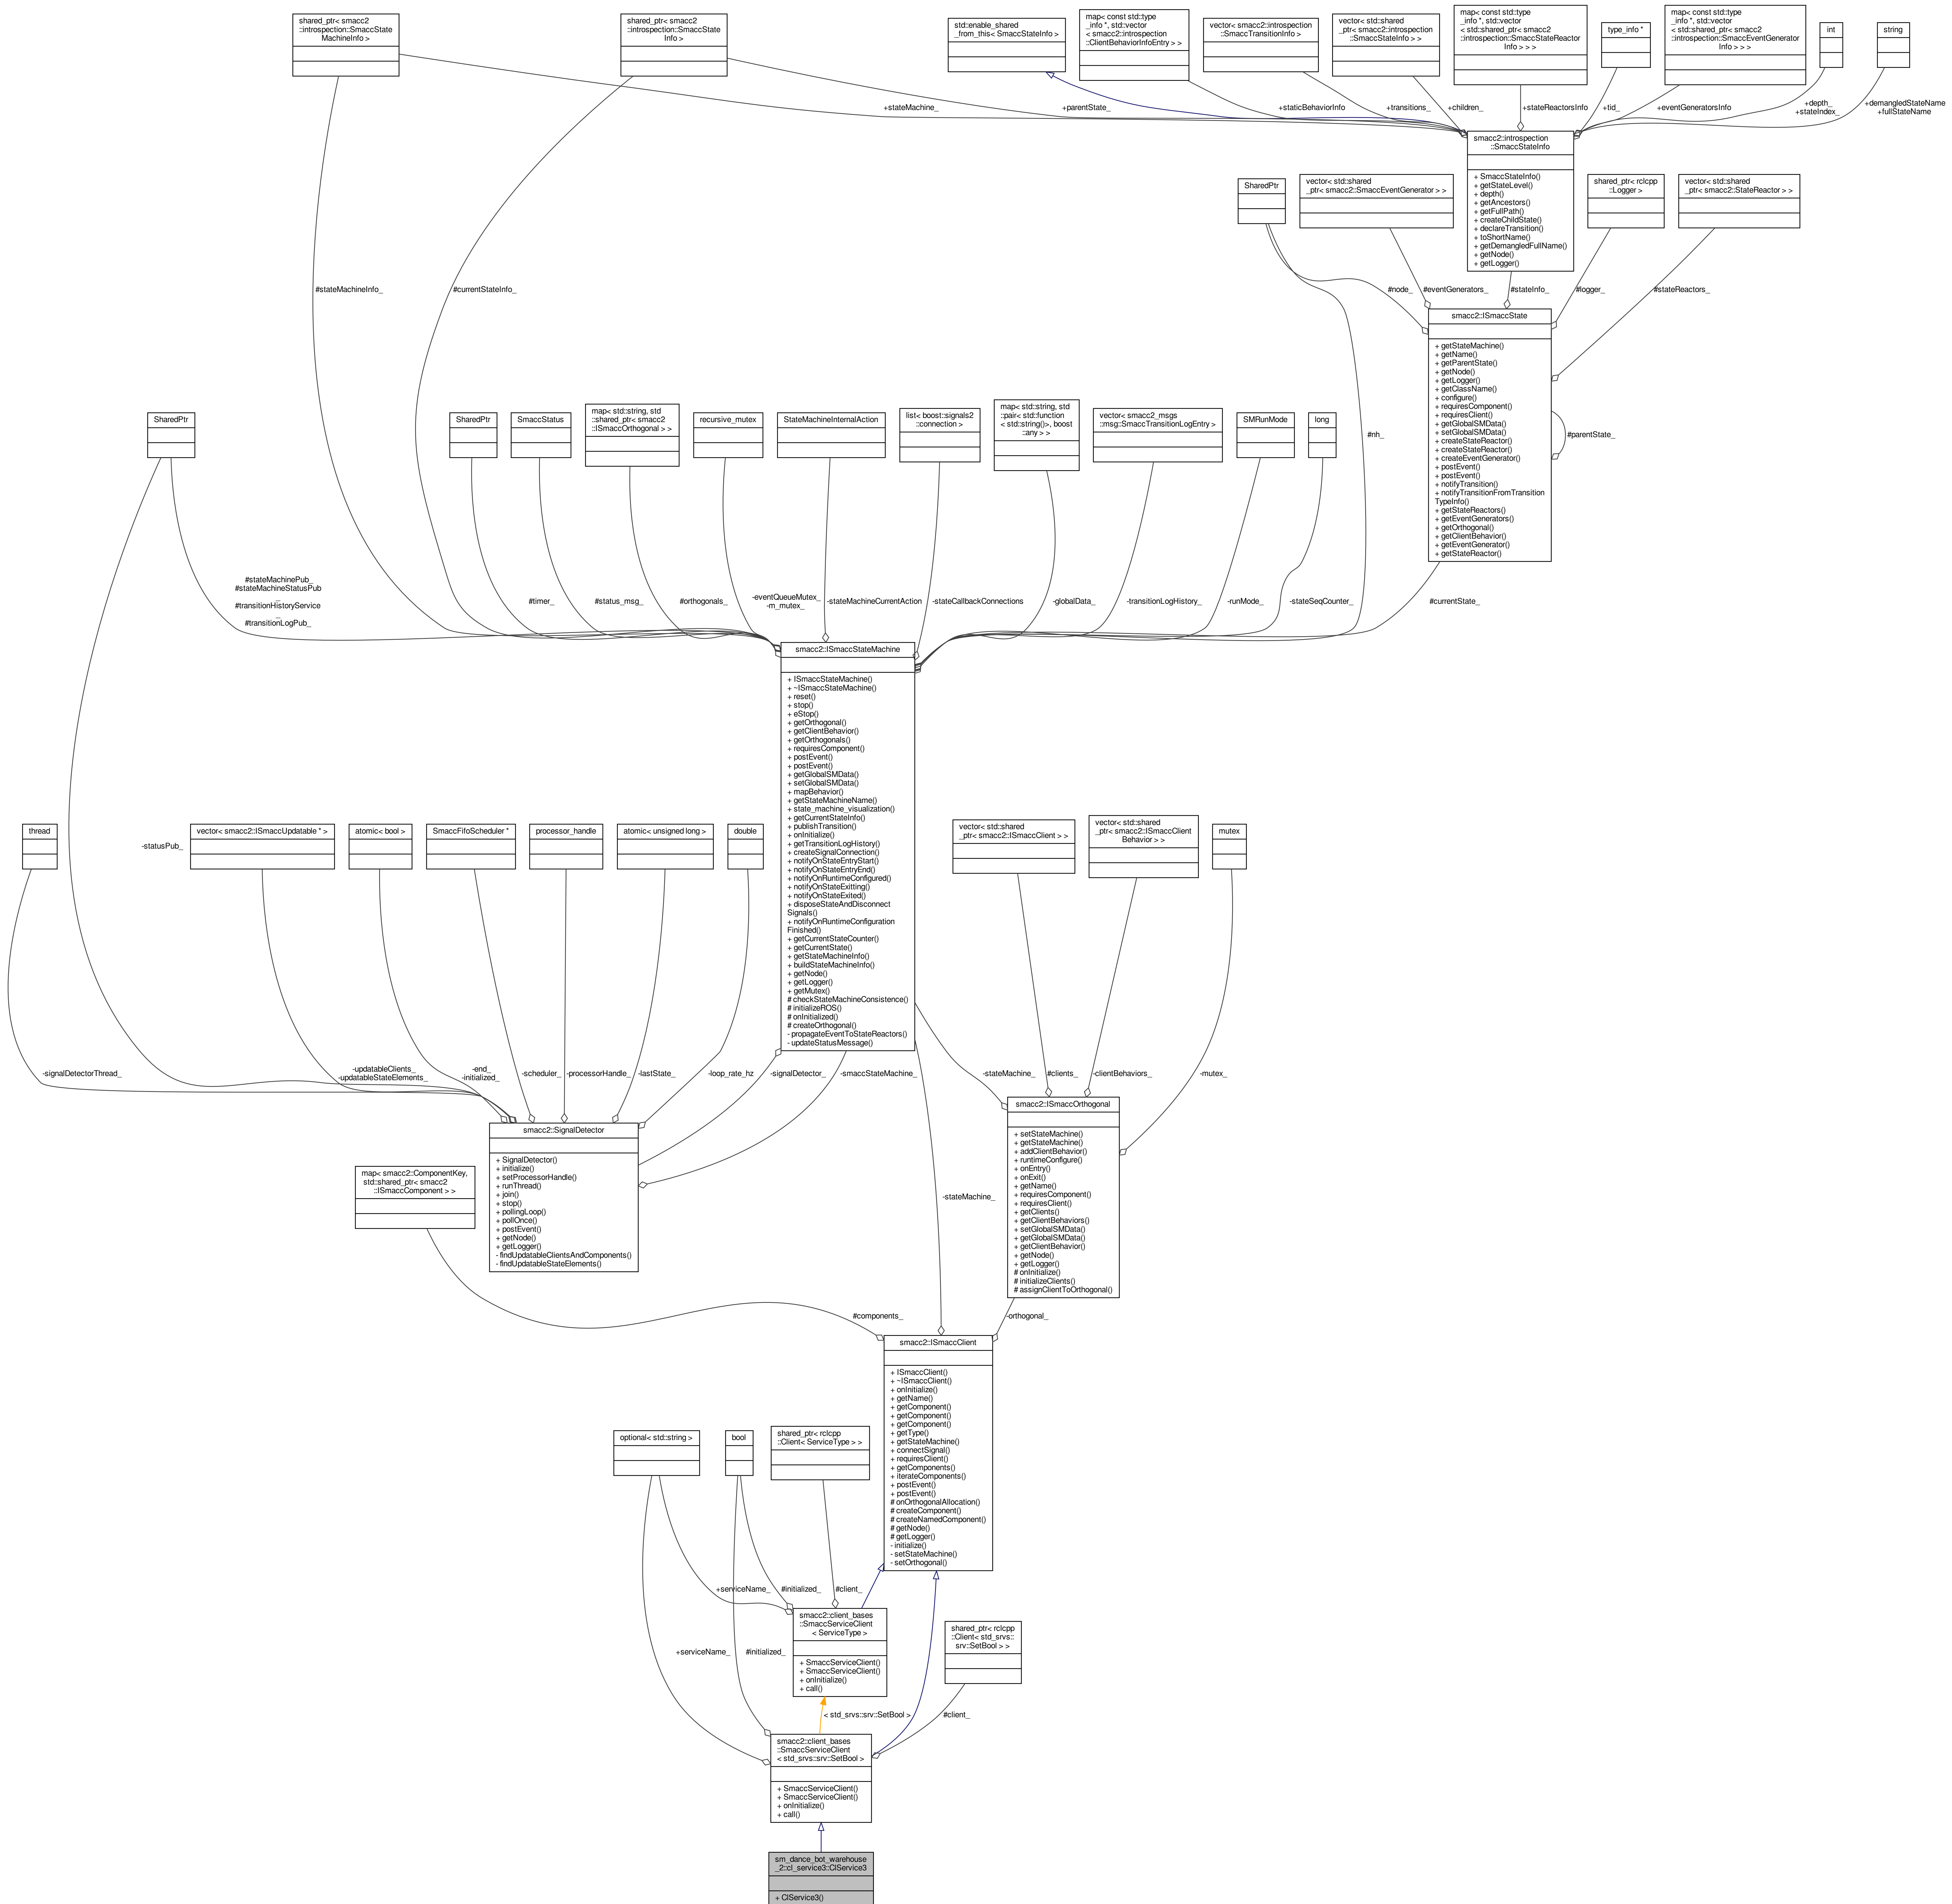 shared_ptr< smacc2
::introspection::SmaccState
MachineInfo >
shared_ptr< smacc2
::introspection::SmaccState
Info >
std::enable_shared
_from_this< SmaccStateInfo >
map< const std::type
_info *, std::vector
< smacc2::introspection
::ClientBehaviorInfoEntry > >
vector< smacc2::introspection
::SmaccTransitionInfo >
vector< std::shared
_ptr< smacc2::introspection
::SmaccStateInfo > >
map< const std::type
_info *, std::vector
< std::shared_ptr< smacc2
::introspection::SmaccStateReactor
Info > > >
type_info *
map< const std::type
_info *, std::vector
< std::shared_ptr< smacc2
::introspection::SmaccEventGenerator
Info > > >
int
string
+stateMachine_
+parentState_
+staticBehaviorInfo
+transitions_
+children_
+stateReactorsInfo
+tid_
+eventGeneratorsInfo
+depth_
+stateIndex_
+demangledStateName
+fullStateName
smacc2::introspection
::SmaccStateInfo
+ SmaccStateInfo()
+ getStateLevel()
+ depth()
+ getAncestors()
+ getFullPath()
+ createChildState()
+ declareTransition()
+ toShortName()
+ getDemangledFullName()
+ getNode()
+ getLogger()
SharedPtr
vector< std::shared
_ptr< smacc2::SmaccEventGenerator > >
shared_ptr< rclcpp
::Logger >
vector< std::shared
_ptr< smacc2::StateReactor > >
#stateMachineInfo_
#currentStateInfo_
#node_
#eventGenerators_
#stateInfo_
#logger_
#stateReactors_
smacc2::ISmaccState
+ getStateMachine()
+ getName()
+ getParentState()
+ getNode()
+ getLogger()
+ getClassName()
+ configure()
+ requiresComponent()
+ requiresClient()
+ getGlobalSMData()
+ setGlobalSMData()
+ createStateReactor()
+ createStateReactor()
+ createEventGenerator()
+ postEvent()
+ postEvent()
+ notifyTransition()
+ notifyTransitionFromTransition
TypeInfo()
+ getStateReactors()
+ getEventGenerators()
+ getOrthogonal()
+ getClientBehavior()
+ getEventGenerator()
+ getStateReactor()
#parentState_
SharedPtr
SharedPtr
SmaccStatus
map< std::string, std
::shared_ptr< smacc2
::ISmaccOrthogonal > >
recursive_mutex
StateMachineInternalAction
list< boost::signals2
::connection >
map< std::string, std
::pair< std::function
< std::string()>, boost
::any > >
vector< smacc2_msgs
::msg::SmaccTransitionLogEntry >
SMRunMode
long
#nh_
#stateMachinePub_
#stateMachineStatusPub
_
#transitionHistoryService
_
#transitionLogPub_
#timer_
#status_msg_
#orthogonals_
-eventQueueMutex_
-m_mutex_
-stateMachineCurrentAction
-stateCallbackConnections
-globalData_
-transitionLogHistory_
-runMode_
-stateSeqCounter_
#currentState_
smacc2::ISmaccStateMachine
+ ISmaccStateMachine()
+ ~ISmaccStateMachine()
+ reset()
+ stop()
+ eStop()
+ getOrthogonal()
+ getClientBehavior()
+ getOrthogonals()
+ requiresComponent()
+ postEvent()
+ postEvent()
+ getGlobalSMData()
+ setGlobalSMData()
+ mapBehavior()
+ getStateMachineName()
+ state_machine_visualization()
+ getCurrentStateInfo()
+ publishTransition()
+ onInitialize()
+ getTransitionLogHistory()
+ createSignalConnection()
+ notifyOnStateEntryStart()
+ notifyOnStateEntryEnd()
+ notifyOnRuntimeConfigured()
+ notifyOnStateExitting()
+ notifyOnStateExited()
+ disposeStateAndDisconnect
Signals()
+ notifyOnRuntimeConfiguration
Finished()
+ getCurrentStateCounter()
+ getCurrentState()
+ getStateMachineInfo()
+ buildStateMachineInfo()
+ getNode()
+ getLogger()
+ getMutex()
# checkStateMachineConsistence()
# initializeROS()
# onInitialized()
# createOrthogonal()
- propagateEventToStateReactors()
- updateStatusMessage()
thread
-statusPub_
vector< smacc2::ISmaccUpdatable * >
atomic< bool >
SmaccFifoScheduler *
processor_handle
atomic< unsigned long >
double
vector< std::shared
_ptr< smacc2::ISmaccClient > >
vector< std::shared
_ptr< smacc2::ISmaccClient
Behavior > >
mutex
-signalDetectorThread_
-updatableClients_
-updatableStateElements_
-end_
-initialized_
-scheduler_
-processorHandle_
-lastState_
-loop_rate_hz
-signalDetector_
-smaccStateMachine_
-stateMachine_
#clients_
-clientBehaviors_
-mutex_
smacc2::SignalDetector
+ SignalDetector()
+ initialize()
+ setProcessorHandle()
+ runThread()
+ join()
+ stop()
+ pollingLoop()
+ pollOnce()
+ postEvent()
+ getNode()
+ getLogger()
- findUpdatableClientsAndComponents()
- findUpdatableStateElements()
smacc2::ISmaccOrthogonal
+ setStateMachine()
+ getStateMachine()
+ addClientBehavior()
+ runtimeConfigure()
+ onEntry()
+ onExit()
+ getName()
+ requiresComponent()
+ requiresClient()
+ getClients()
+ getClientBehaviors()
+ setGlobalSMData()
+ getGlobalSMData()
+ getClientBehavior()
+ getNode()
+ getLogger()
# onInitialize()
# initializeClients()
# assignClientToOrthogonal()
map< smacc2::ComponentKey,
std::shared_ptr< smacc2
::ISmaccComponent > >
-stateMachine_
#components_
-orthogonal_
smacc2::ISmaccClient
+ ISmaccClient()
+ ~ISmaccClient()
+ onInitialize()
+ getName()
+ getComponent()
+ getComponent()
+ getComponent()
+ getType()
+ getStateMachine()
+ connectSignal()
+ requiresClient()
+ getComponents()
+ iterateComponents()
+ postEvent()
+ postEvent()
# onOrthogonalAllocation()
# createComponent()
# createNamedComponent()
# getNode()
# getLogger()
- initialize()
- setStateMachine()
- setOrthogonal()
optional< std::string >
bool
shared_ptr< rclcpp
::Client< ServiceType > >
+serviceName_
#initialized_
#client_
smacc2::client_bases
::SmaccServiceClient
< ServiceType >
+ SmaccServiceClient()
+ SmaccServiceClient()
+ onInitialize()
+ call()
shared_ptr< rclcpp
::Client< std_srvs::
srv::SetBool > >
+serviceName_
#initialized_
< std_srvs::srv::SetBool >
#client_
smacc2::client_bases
::SmaccServiceClient
< std_srvs::srv::SetBool >
+ SmaccServiceClient()
+ SmaccServiceClient()
+ onInitialize()
+ call()
sm_dance_bot_warehouse
_2::cl_service3::ClService3
+ ClService3()